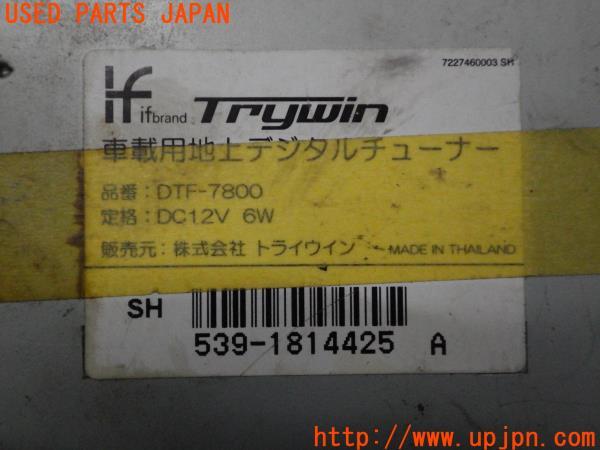 USED PARTS JAPAN
7227460003 SH
if ifbrand Trywin
車載用地上デジタルチューナー
品番：DTF-7800
定格：DC12V 6W
販売元：株式会社 トライウイン MADE IN THAILAND
SH
539-1814425 A
http://www.upjpn.com